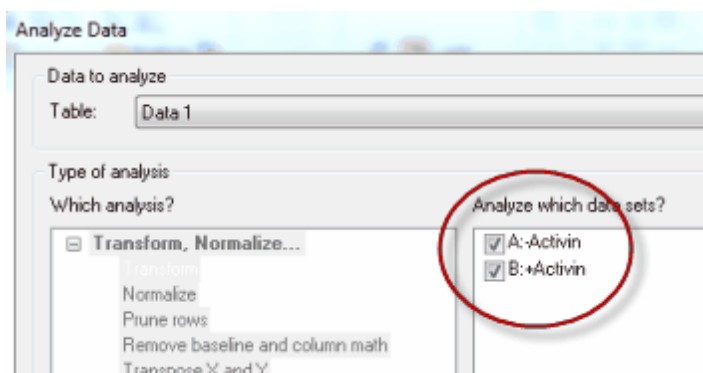 Analyze Data
Data to analyze
Table: Data 1
Type of analysis
Which analysis?
Analyze which data sets?
Transform, Normalize...
Transform
Normalize
Prune rows
Remove baseline and column math
Transpose X and Y
A:-Activin
B:+Activin